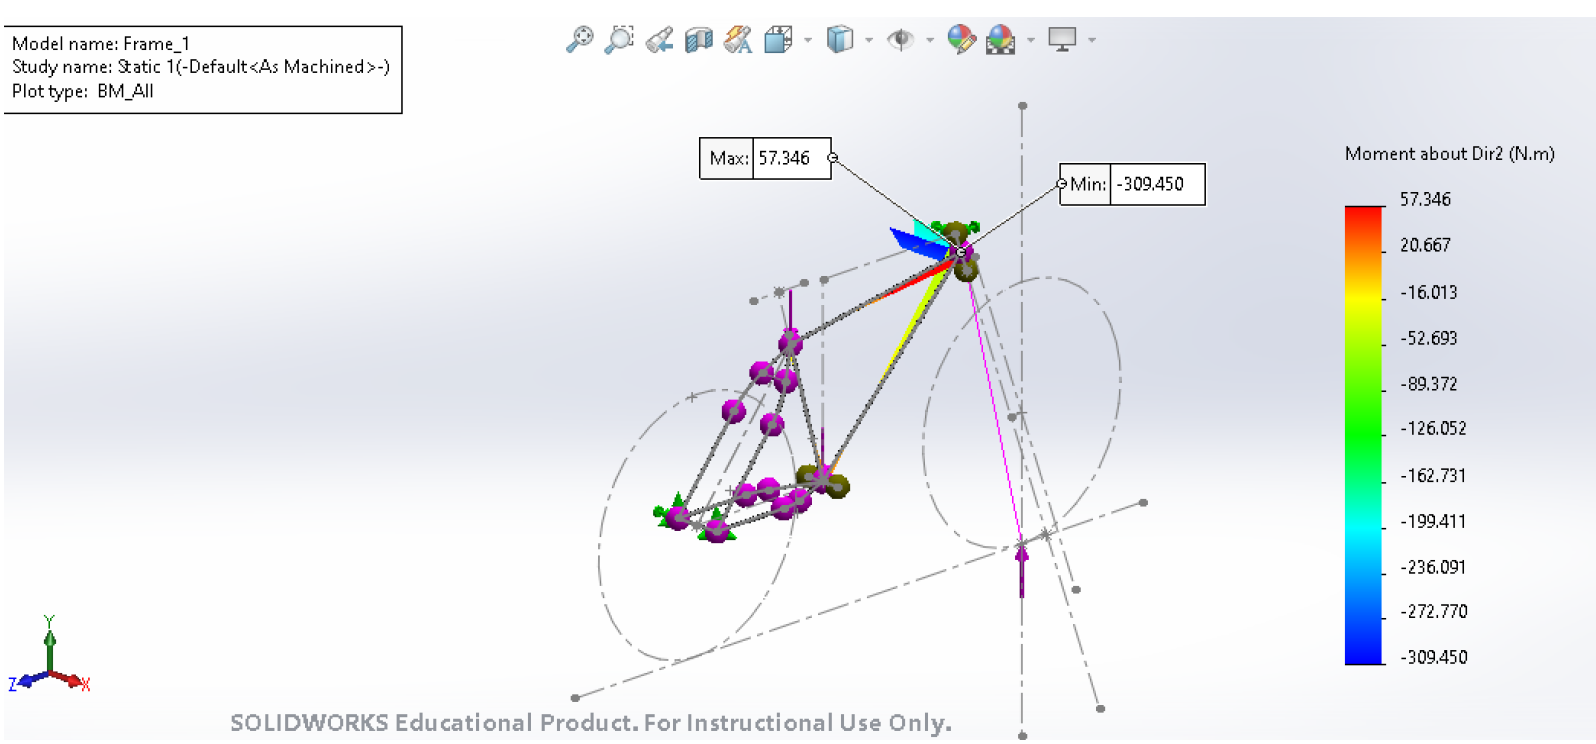 Model name: Frame_1
Study name: Static 1(-Default<As Machined>-)
Plot type: BM_All
Max: 57.346
Min: -309.450
Moment about Dir2 (N.m)
57.346
20.667
-16.013
-52.693
-89.372
-126.052
-162.731
-199.411
-236.091
-272.770
-309.450
Y
Z
X
SOLIDWORKS Educational Product. For Instructional Use Only.